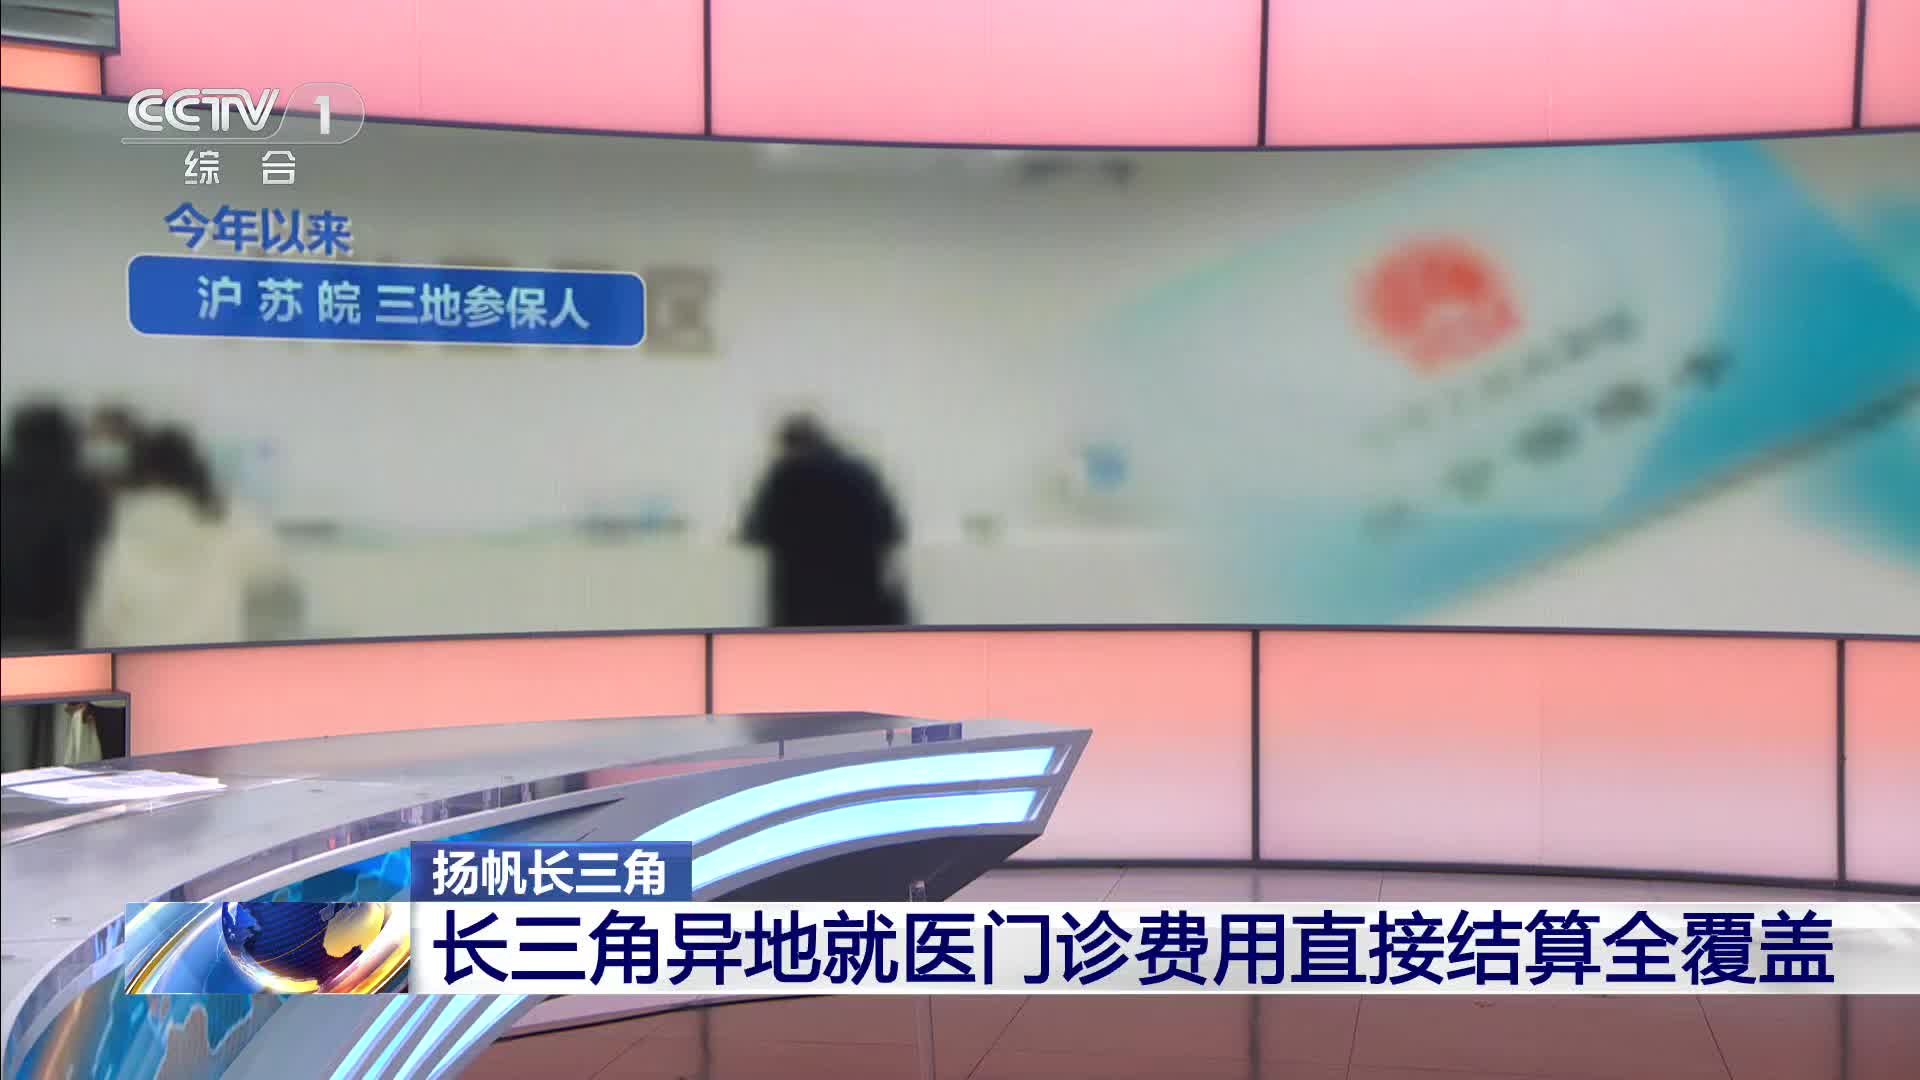 CCTV 1
综 合
今年以来
沪 苏 皖 三地参保人
扬帆长三角
长三角异地就医门诊费用直接结算全覆盖